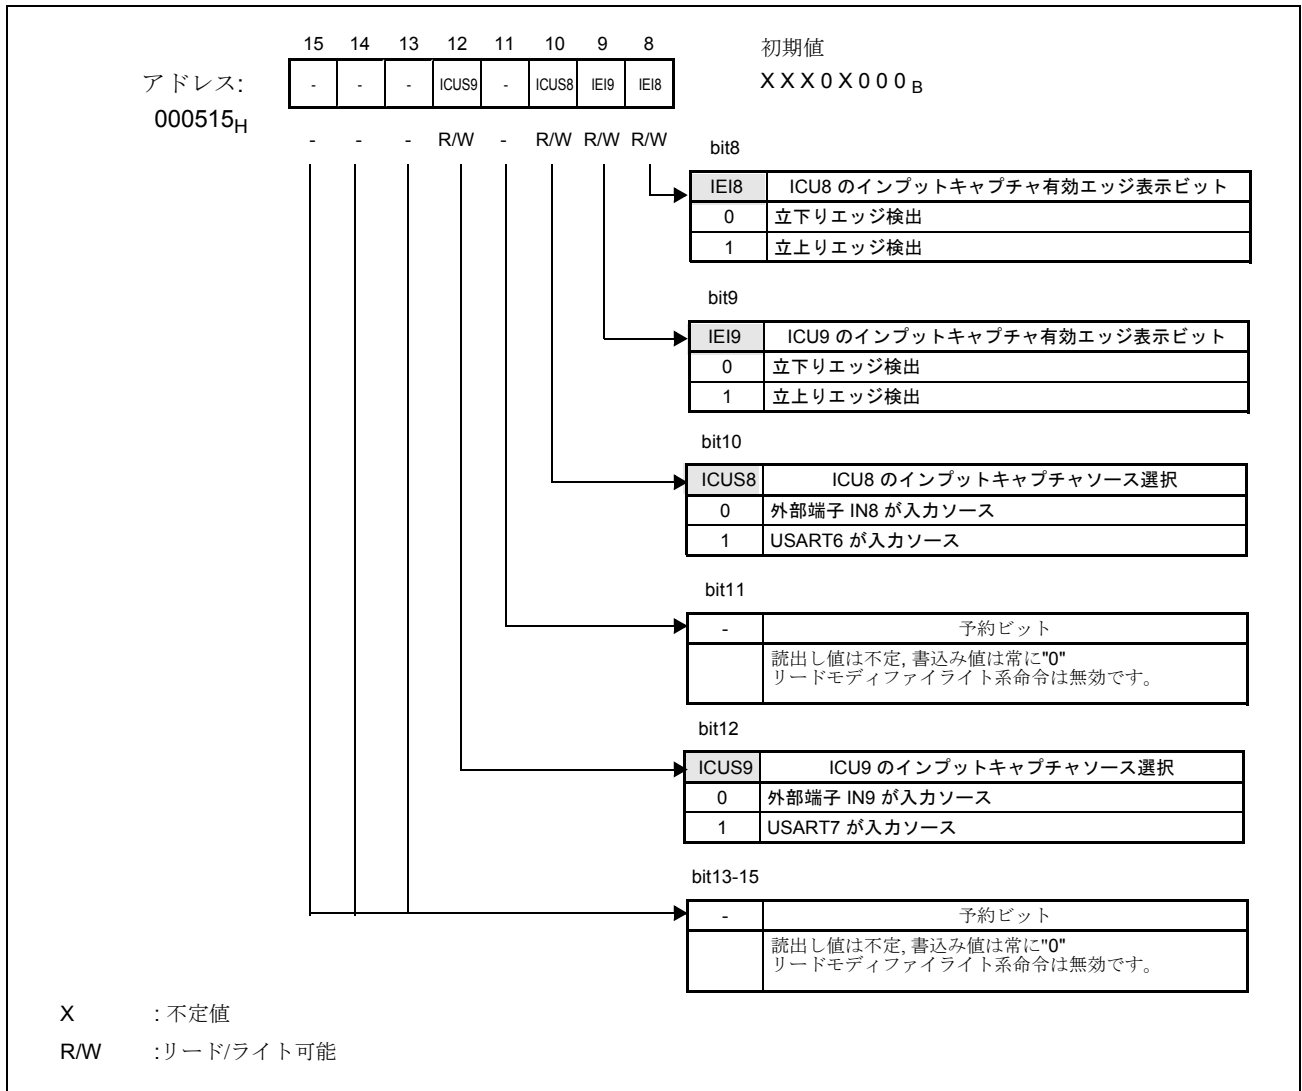 15 14 13 12 11 10 9 8
初期値
アドレス:
- - - ICUS9 - ICUS8 IEI9 IEI8
X X X 0 X 0 0 0 B
000515H
- - - R/W - R/W R/W R/W
bit8
IEI8 ICU8 のインプットキャプチャ有効エッジ表示ビット
0 立下りエッジ検出
1 立上りエッジ検出
bit9
IEI9 ICU9 のインプットキャプチャ有効エッジ表示ビット
0 立下りエッジ検出
1 立上りエッジ検出
bit10
ICUS8 ICU8 のインプットキャプチャソース選択
0 外部端子 IN8 が入力ソース
1 USART6 が入力ソース
bit11
- 予約ビット
読出し値は不定, 書込み値は常に"0"
リードモディファイライト系命令は無効です。
bit12
ICUS9 ICU9 のインプットキャプチャソース選択
0 外部端子 IN9 が入力ソース
1 USART7 が入力ソース
bit13-15
- 予約ビット
読出し値は不定, 書込み値は常に"0"
リードモディファイライト系命令は無効です。
X : 不定値
R/W :リード/ライト可能